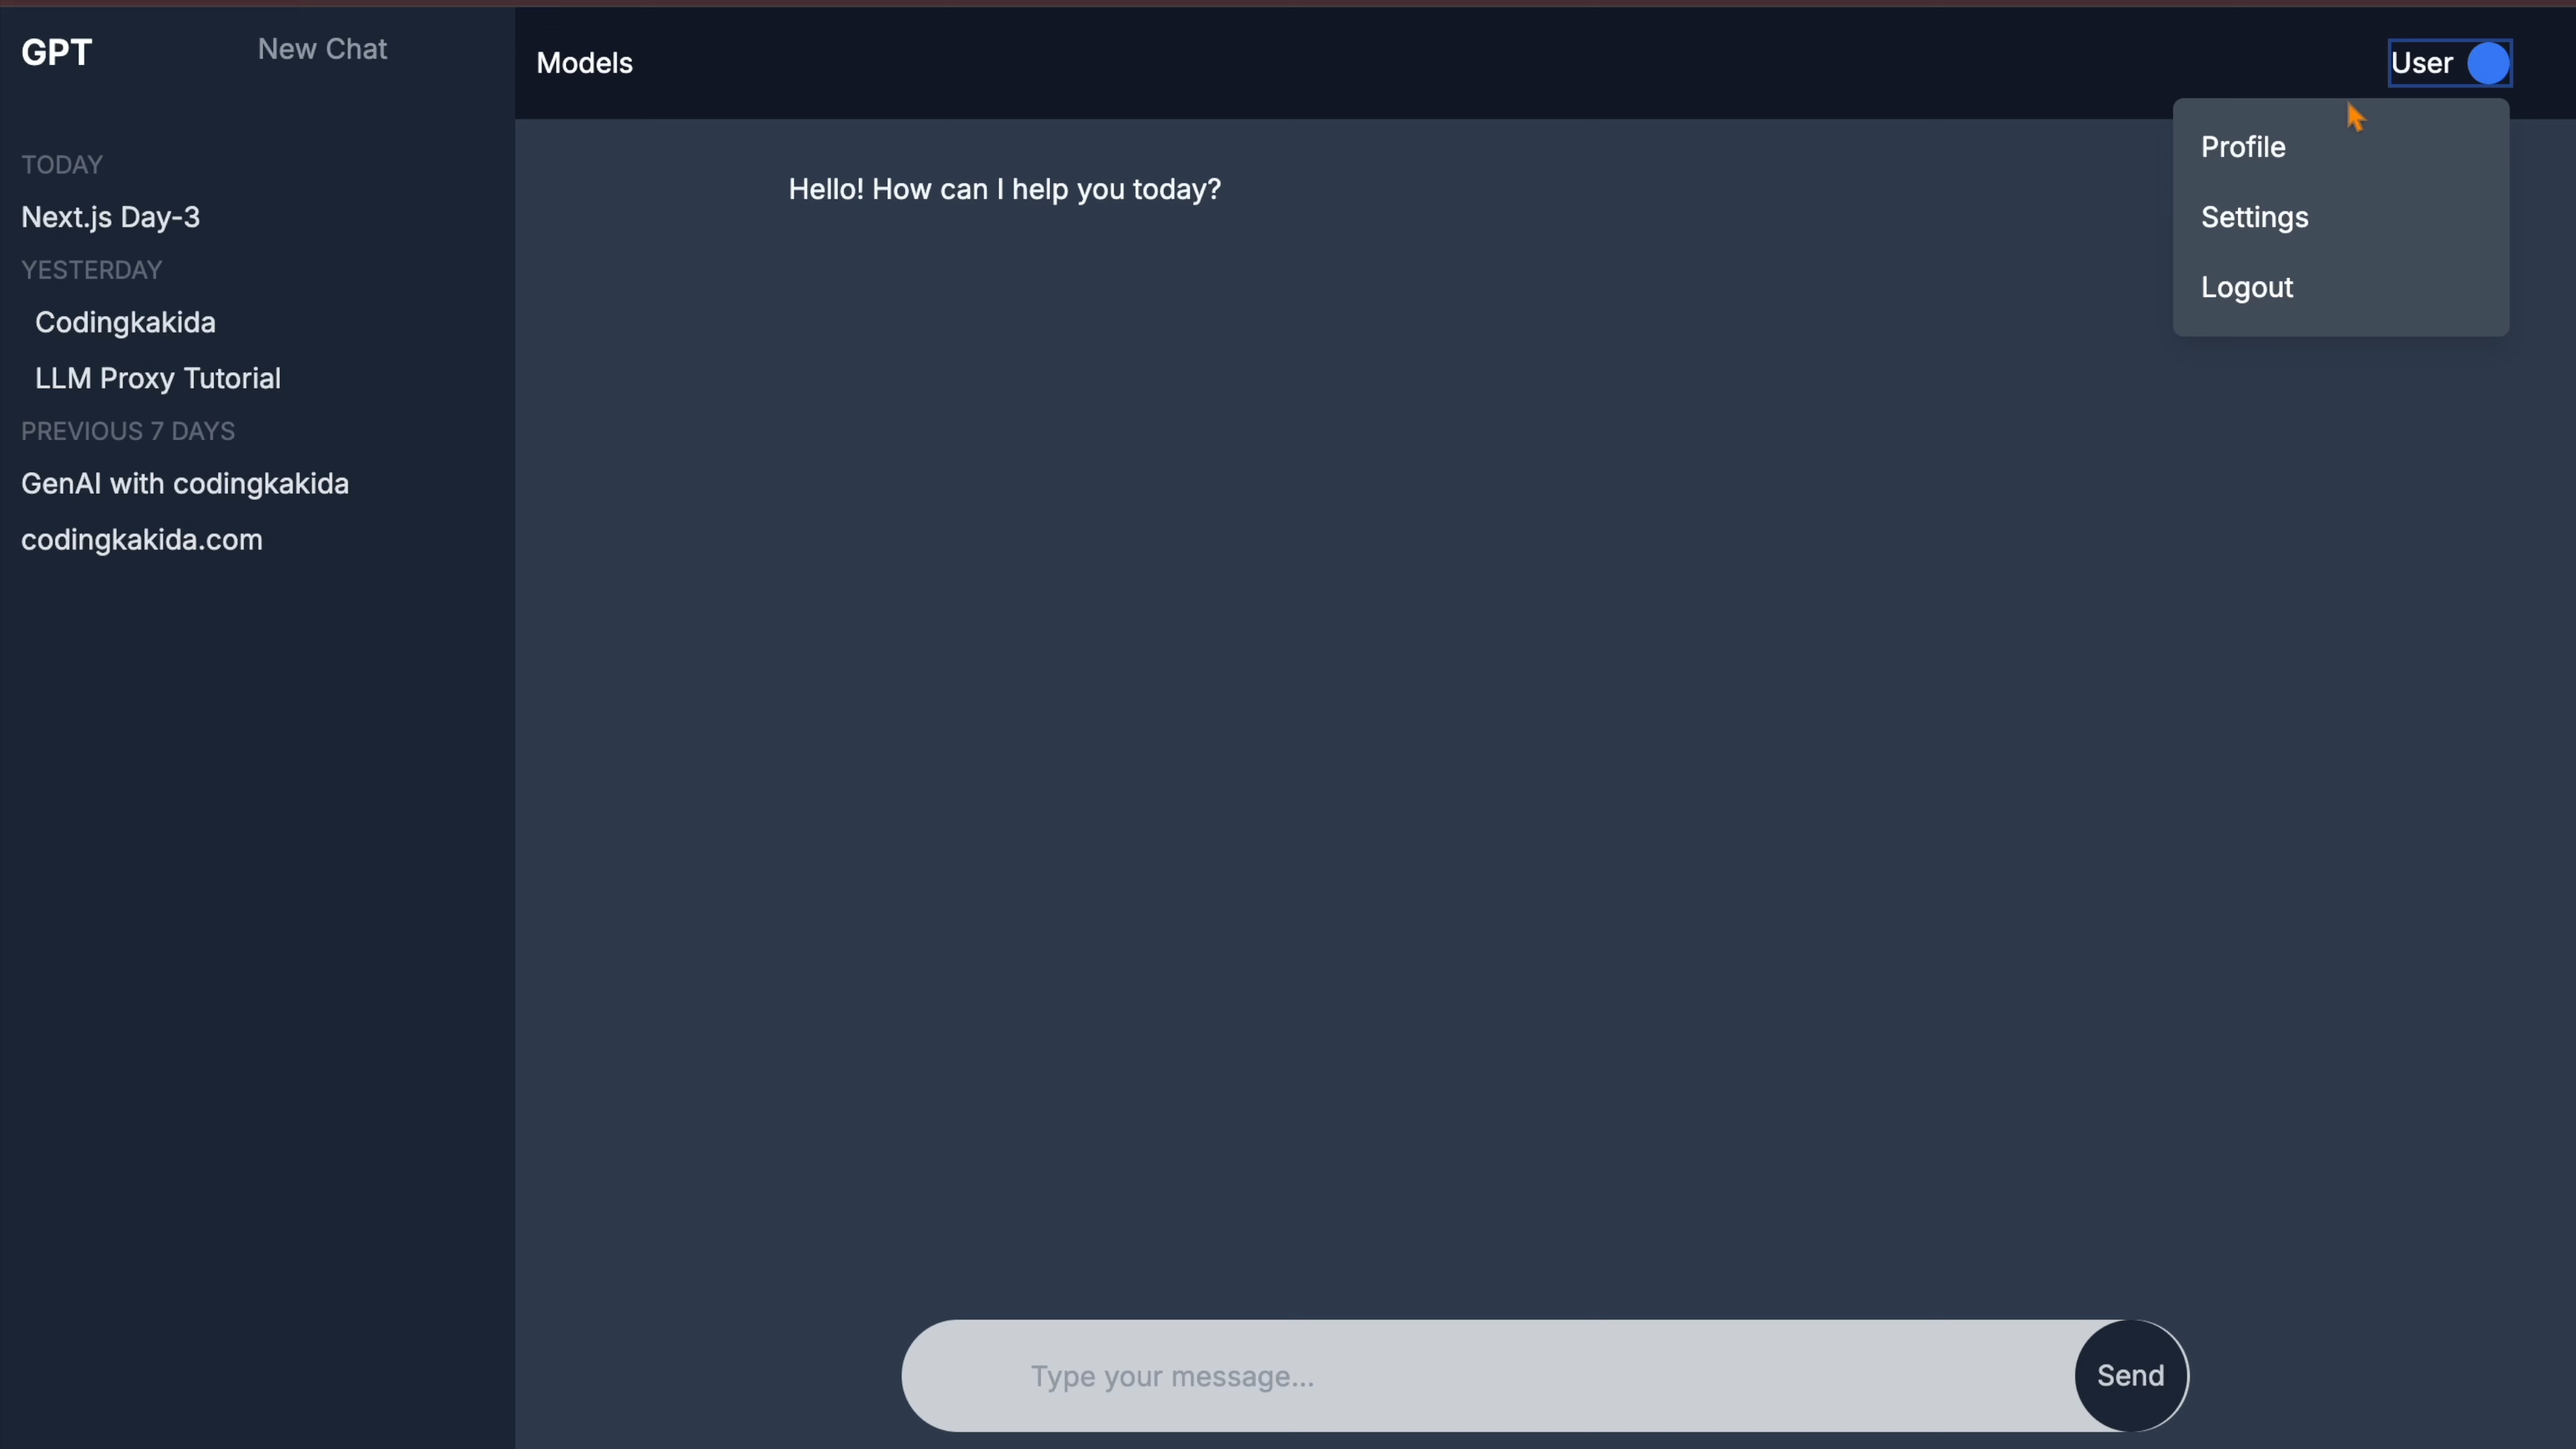 GPT
New Chat
TODAY
Next.js Day-3
YESTERDAY
Codingkakida
LLM Proxy Tutorial
PREVIOUS 7 DAYS
GenAI with codingkakida
codingkakida.com
Models
User
Profile
Settings
Logout
Hello! How can I help you today?
Type your message...
Send